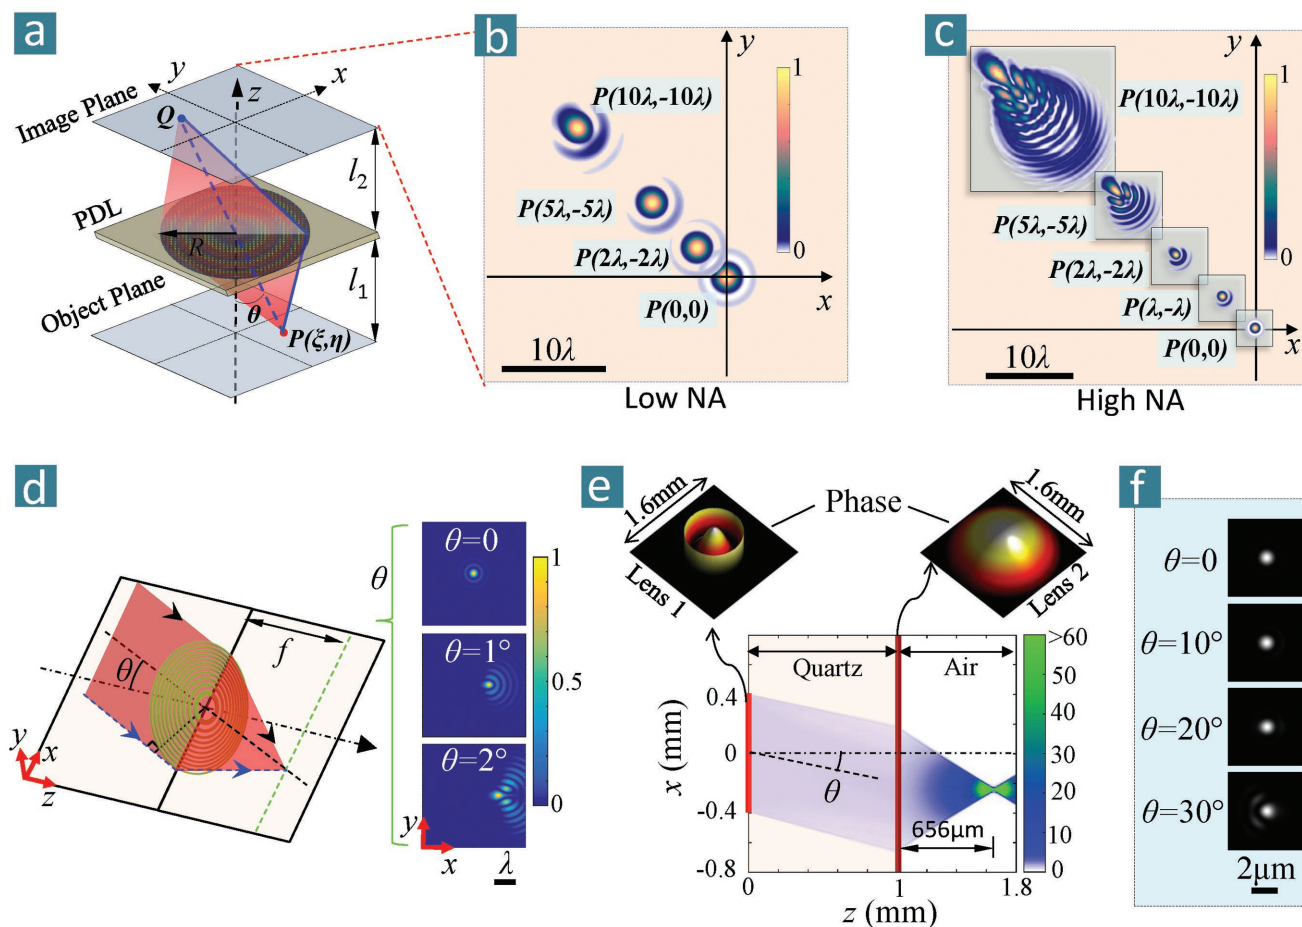 a
y
x
z
Image Plane
Q
l2
PDL
R
Object Plane
l1
θ
P(ξ,η)
b
y
1
P(10λ,-10λ)
P(5λ,-5λ)
P(2λ,-2λ)
0
x
P(0,0)
10λ
Low NA
c
y
P(10λ,-10λ)
1
P(5λ,-5λ)
P(2λ,-2λ)
0
P(λ,-λ)
x
P(0,0)
10λ
High NA
d
θ
f
θ
y
x
z
θ=0
1
θ=1°
0.5
θ=2°
0
y
x
λ
e
1.6mm
Phase
1.6mm
Lens 1
Lens 2
>60
Quartz
Air
50
0.4
40
0
30
x (mm)
θ
20
-0.4
656μm
10
-0.8
0
0
1
1.8
z (mm)
f
θ=0
θ=10°
θ=20°
θ=30°
2μm